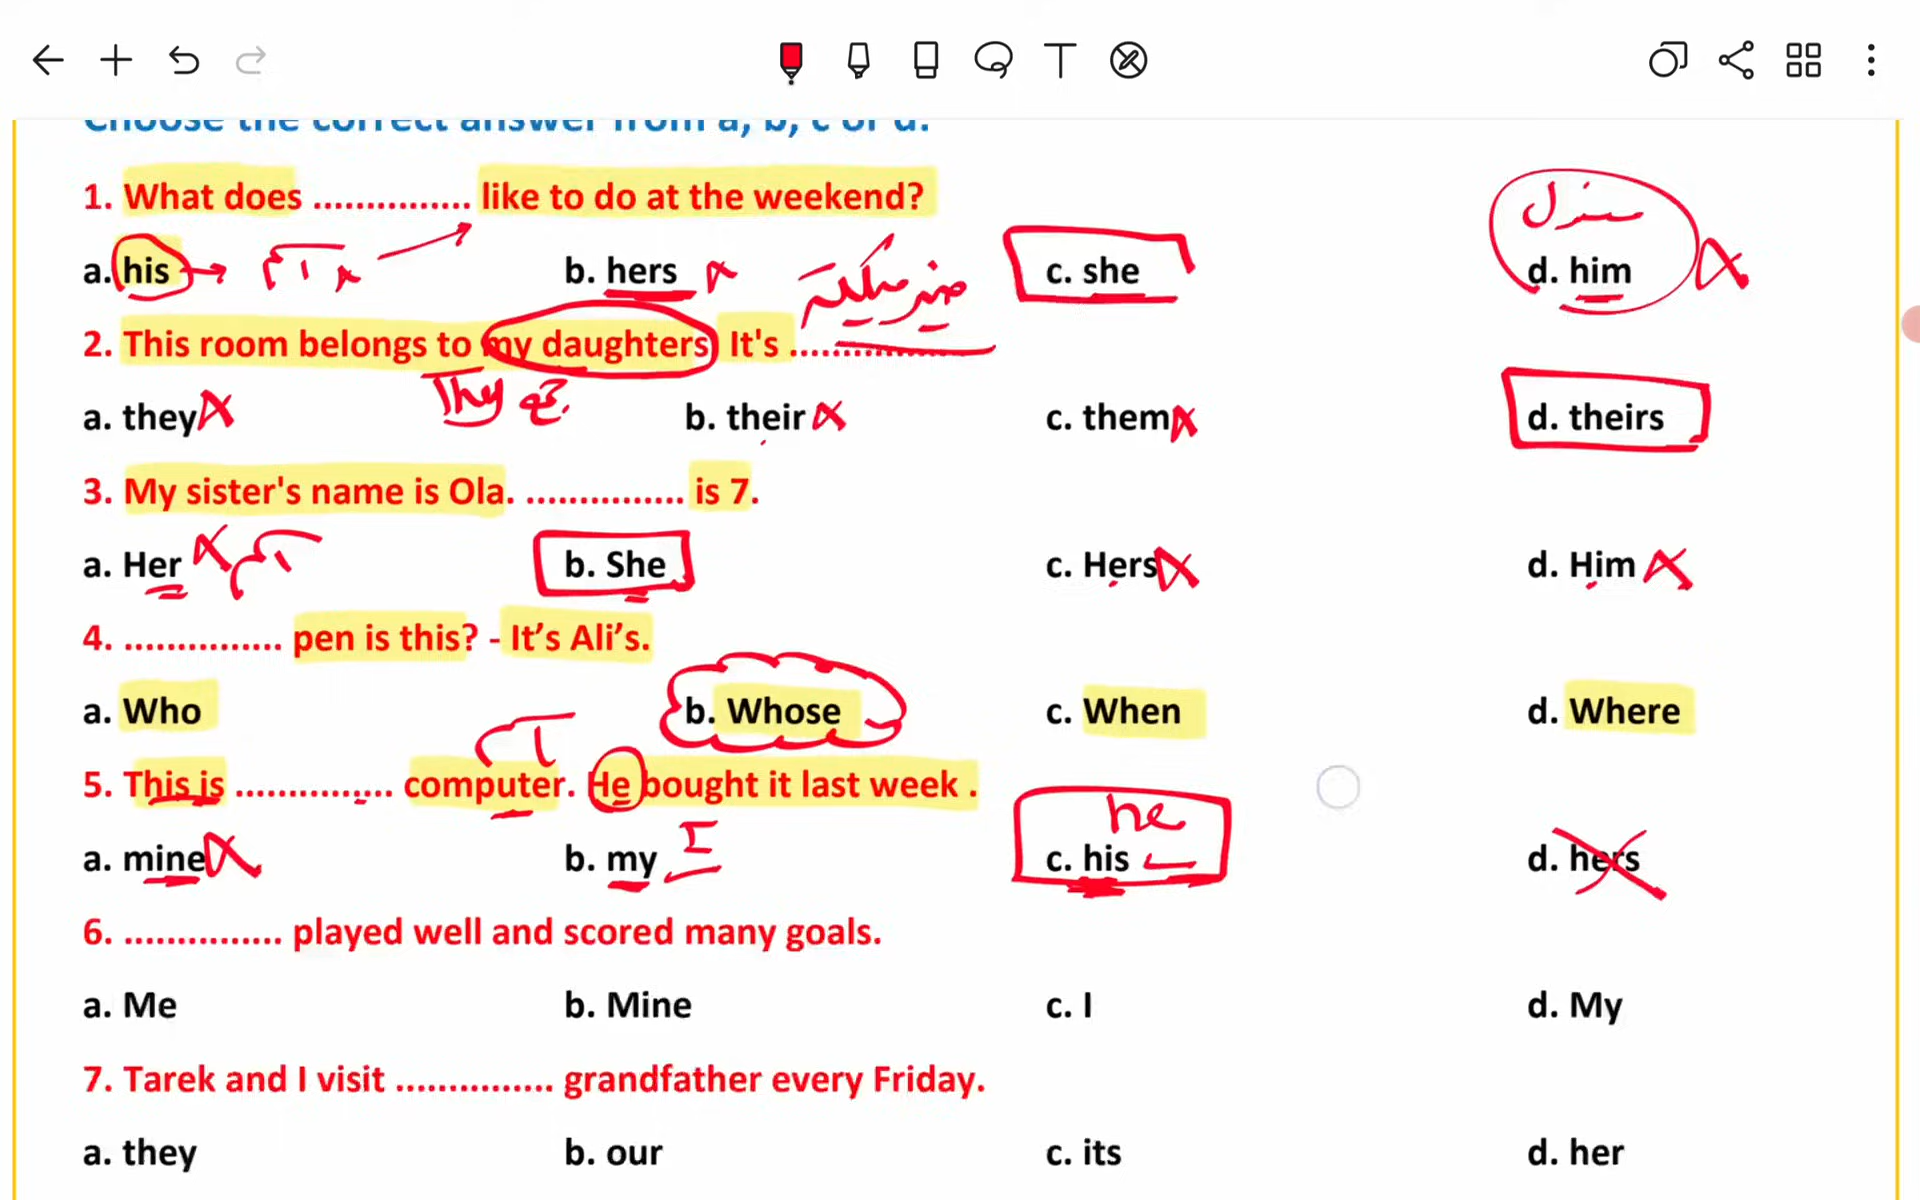 Choose the correct answer from a, b, c or d.
1. What does ............... like to do at the weekend?
a. his b. hers c. she d. him
2. This room belongs to my daughters It's ......................
They
a. they b. their c. them d. theirs
3. My sister's name is Ola. ............... is 7.
a. Her b. She c. Hers d. Him
4. ............... pen is this? - It’s Ali’s.
a. Who b. Whose c. When d. Where
5. This is ............... computer. He bought it last week .
I he
a. mine b. my c. his d. hers
6. ............... played well and scored many goals.
a. Me b. Mine c. I d. My
7. Tarek and I visit ............... grandfather every Friday.
a. they b. our c. its d. her